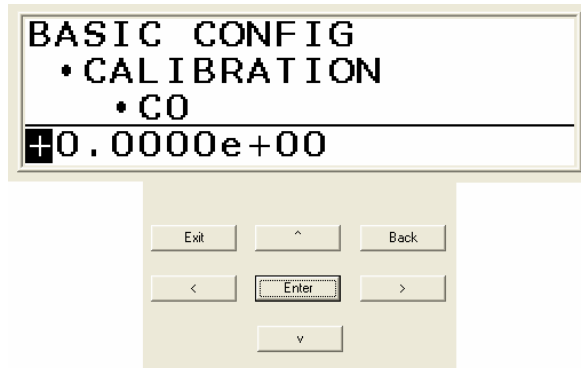 BASIC CONFIG
•CALIBRATION
•C0
+0.0000e+00
Exit ^ Back
< Enter >
v